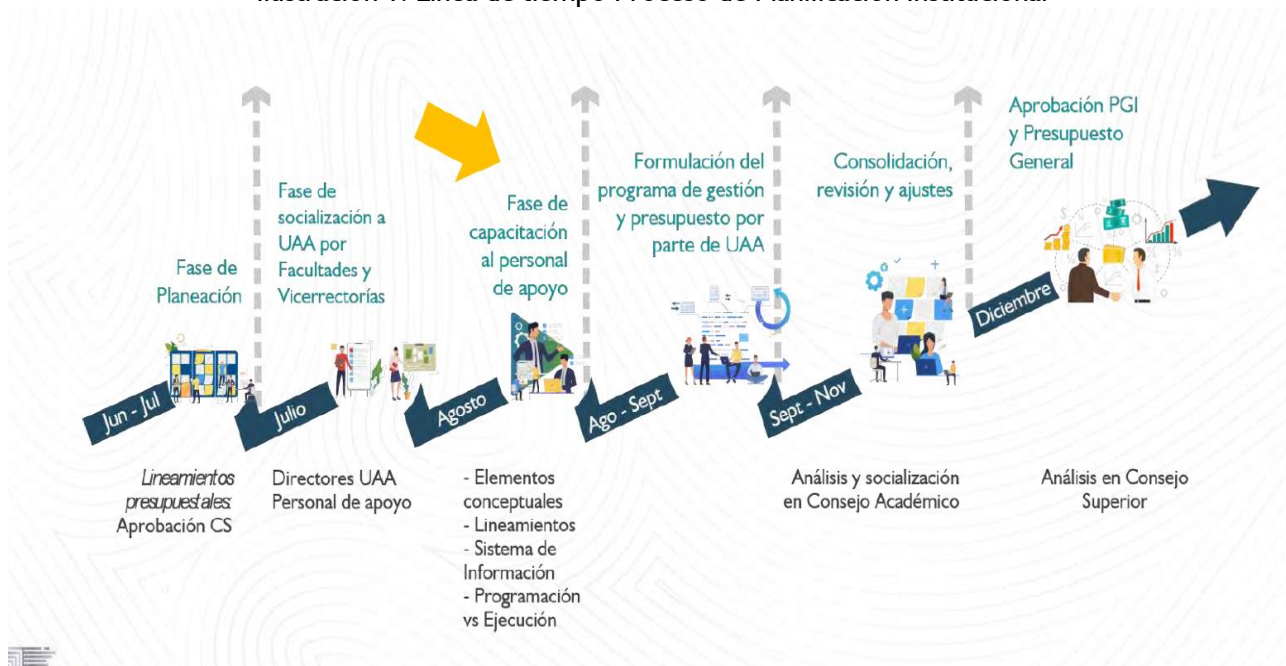 Fase de
Planeación
Jun - Jul
Lineamientos
presupuestales:
Aprobación CS
Fase de
socialización a
UAA por
Facultades y
Vicerrectorías
Julio
Directores UAA
Personal de apoyo
Fase de
capacitación
al personal
de apoyo
Agosto
- Elementos
conceptuales
- Lineamientos
- Sistema de
Información
- Programación
vs Ejecución
Formulación del
programa de gestión
y presupuesto por
parte de UAA
Ago - Sept
Consolidación,
revisión y ajustes
Sept - Nov
Análisis y socialización
en Consejo Académico
Aprobación PGI
y Presupuesto
General
Diciembre
Análisis en Consejo
Superior